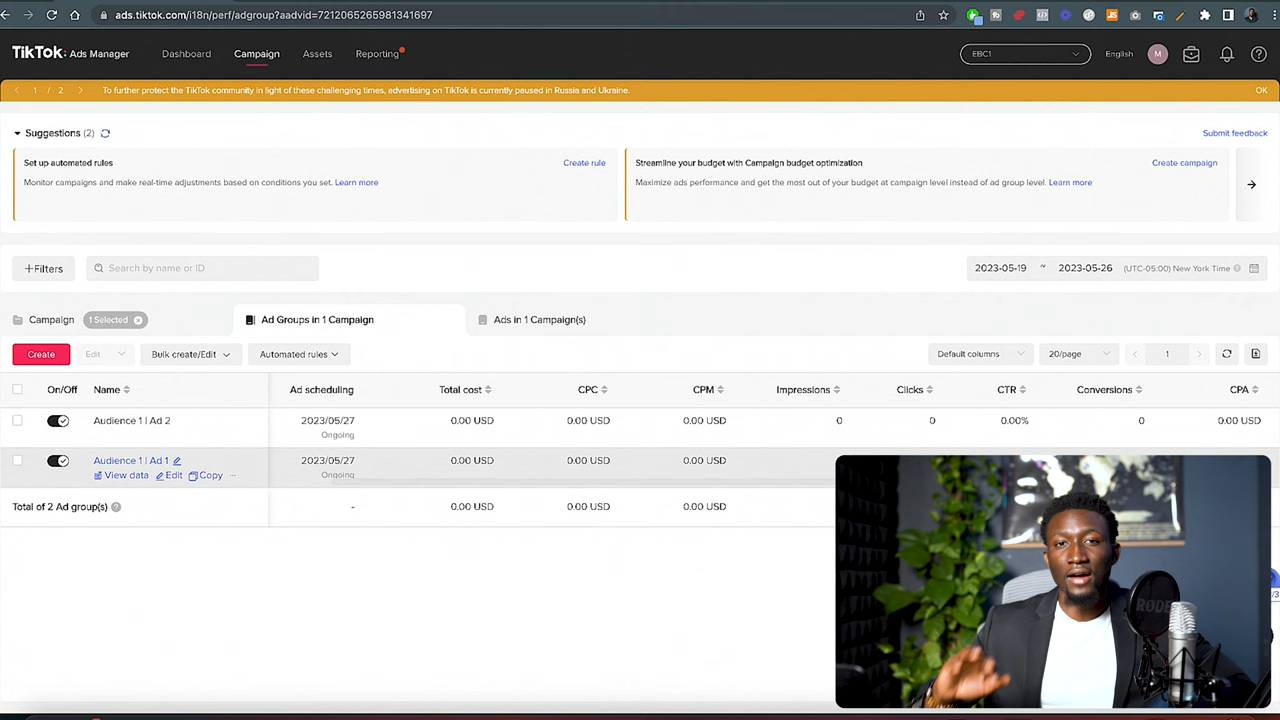 ads.tiktok.com/i18n/perf/adgroup?aadvid=7212065265981341697
TikTok: Ads Manager Dashboard Campaign Assets Reporting EBC1 English M
1 / 2 To further protect the TikTok community in light of these challenging times, advertising on TikTok is currently paused in Russia and Ukraine. OK
Suggestions (2) Submit feedback
Set up automated rules Create rule Streamline your budget with Campaign budget optimization Create campaign
Monitor campaigns and make real-time adjustments based on conditions you set. Learn more Maximize ads performance and get the most out of your budget at campaign level instead of ad group level. Learn more
+Filters Search by name or ID 2023-05-19 ~ 2023-05-26 (UTC-05:00) New York Time
Campaign 1 Selected Ad Groups in 1 Campaign Ads in 1 Campaign(s)
Create Edit Bulk create/Edit Automated rules Default columns 20/page 1
On/Off Name Ad scheduling Total cost CPC CPM Impressions Clicks CTR Conversions CPA
Audience 1 | Ad 2 2023/05/27 0.00 USD 0.00 USD 0.00 USD 0 0 0.00% 0 0.00 USD
Ongoing
Audience 1 | Ad 1 2023/05/27 0.00 USD 0.00 USD 0.00 USD
View data Edit Copy ... Ongoing
Total of 2 Ad group(s) - 0.00 USD 0.00 USD 0.00 USD
RØDE